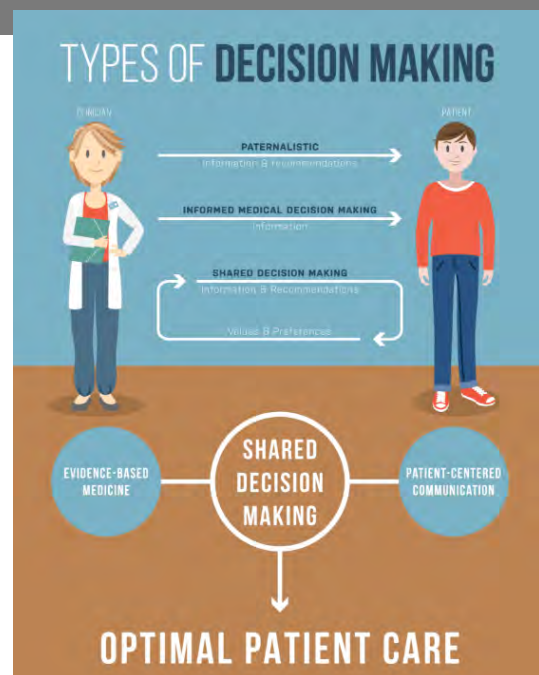 TYPES OF DECISION MAKING
CLINICIAN
PATIENT
PATERNALISTIC
Information & recommendations
INFORMED MEDICAL DECISION MAKING
Information
SHARED DECISION MAKING
Information & Recommendations
Values & Preferences
EVIDENCE-BASED
MEDICINE
SHARED
DECISION
MAKING
PATIENT-CENTERED
COMMUNICATION
OPTIMAL PATIENT CARE